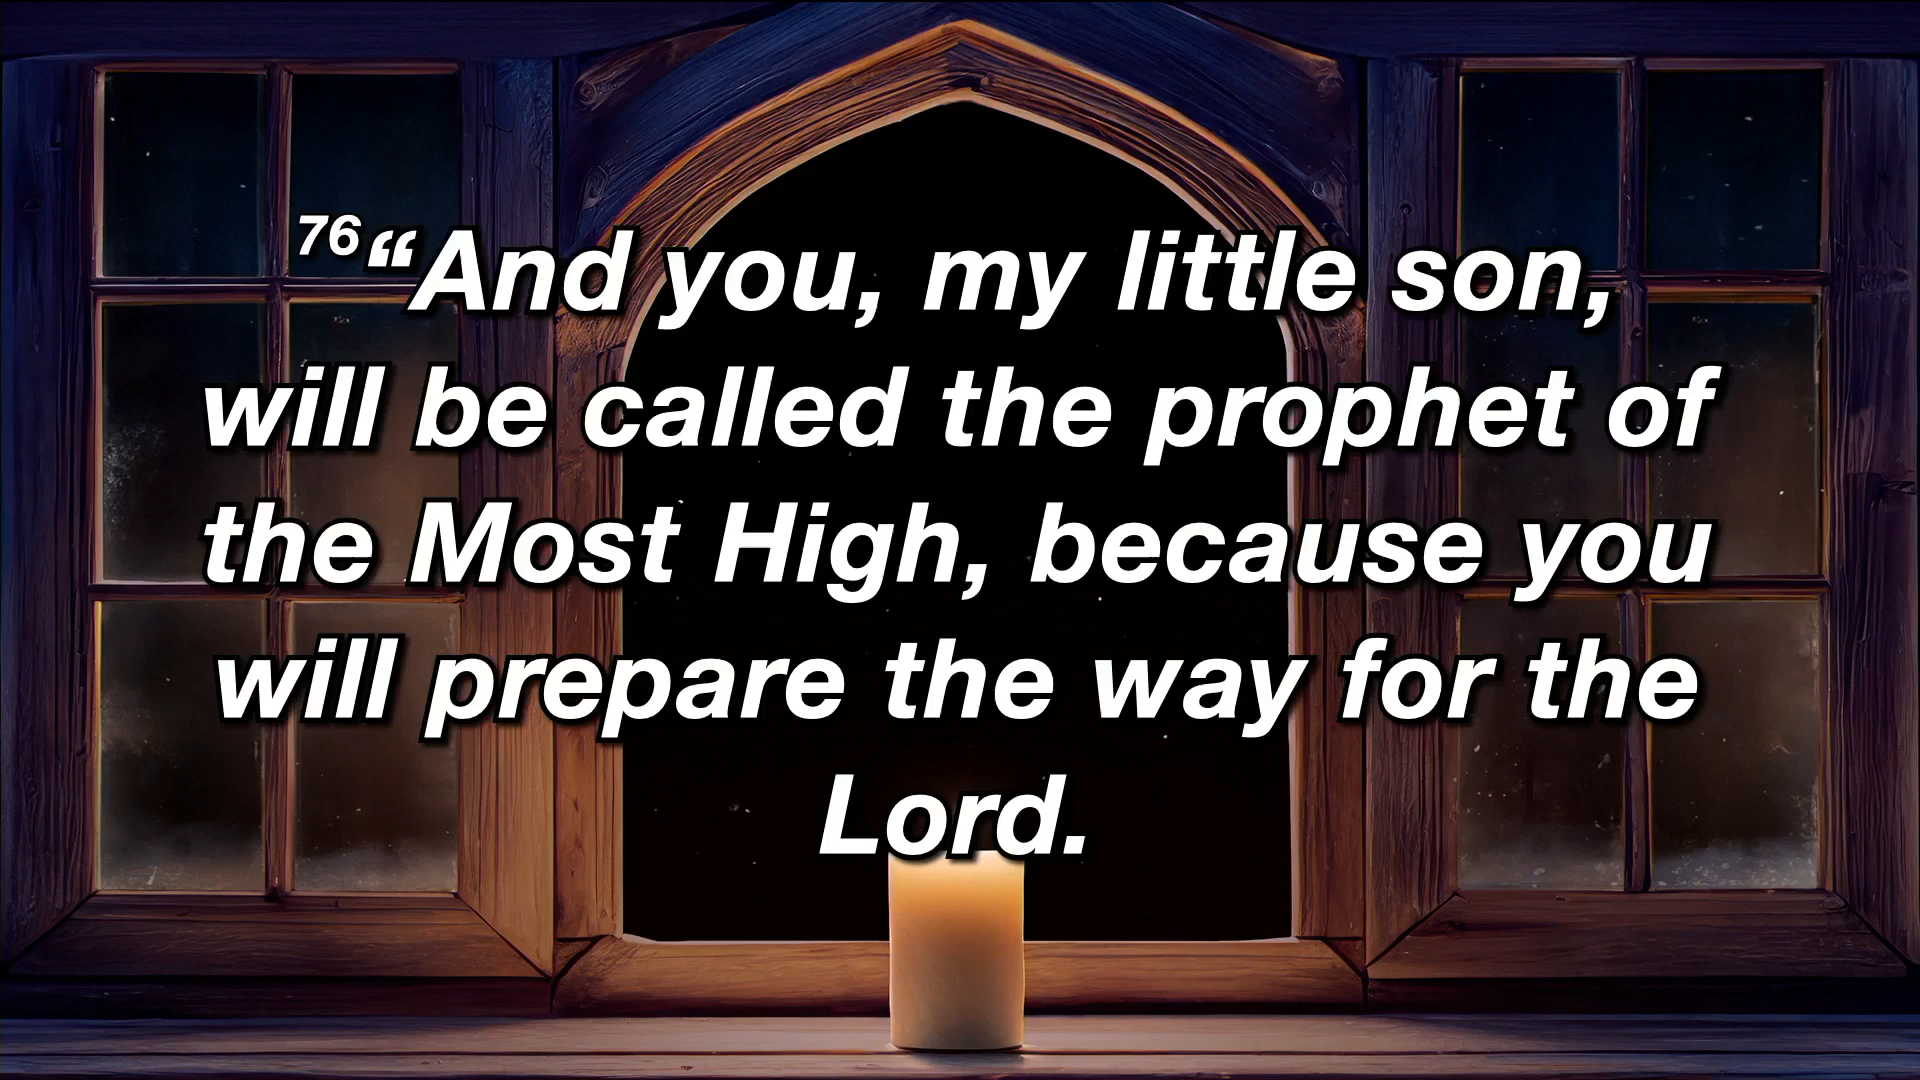 76“And you, my little son,
will be called the prophet of
the Most High, because you
will prepare the way for the
Lord.